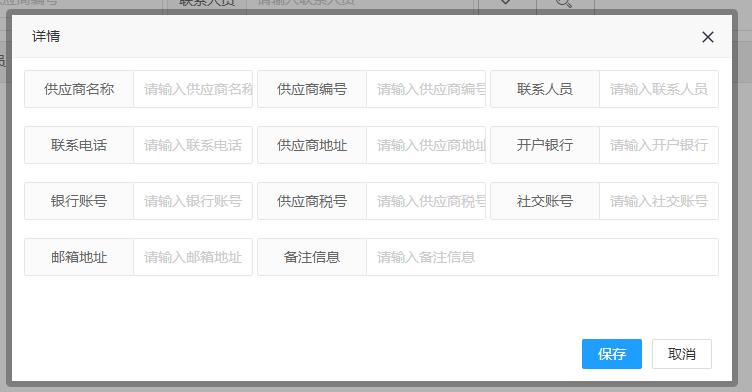 应商编号 联系人员 请输入联系人员
详情
员
供应商名称 请输入供应商名称 供应商编号 请输入供应商编号 联系人员 请输入联系人员
联系电话 请输入联系电话 供应商地址 请输入供应商地址 开户银行 请输入开户银行
银行账号 请输入银行账号 供应商税号 请输入供应商税号 社交账号 请输入社交账号
邮箱地址 请输入邮箱地址 备注信息 请输入备注信息
保存 取消